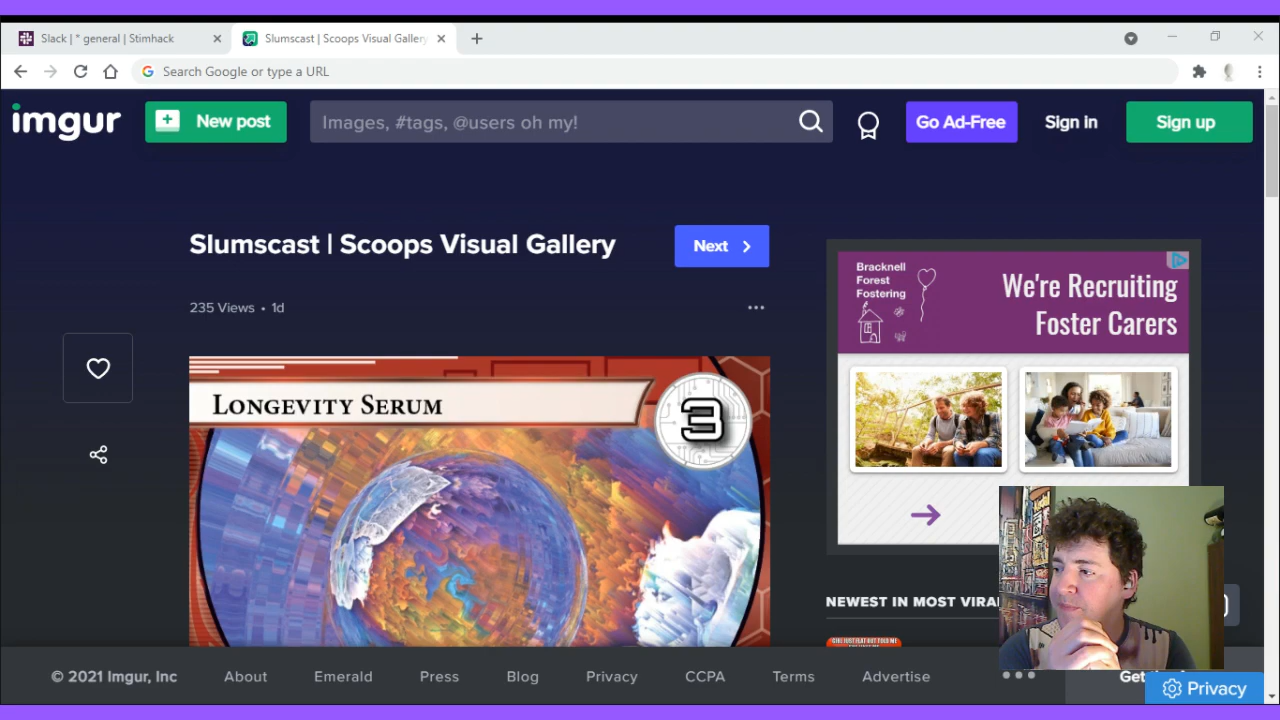 Slack | * general | Stimhack
Slumscast | Scoops Visual Gallery
Search Google or type a URL
imgur
New post
Images, #tags, @users oh my!
Go Ad-Free
Sign in
Sign up
Slumscast | Scoops Visual Gallery
Next
235 Views • 1d
Longevity Serum
3
Bracknell
Forest
Fostering
We're Recruiting
Foster Carers
NEWEST IN MOST
© 2021 Imgur, Inc
About
Emerald
Press
Blog
Privacy
CCPA
Terms
Advertise
Privacy